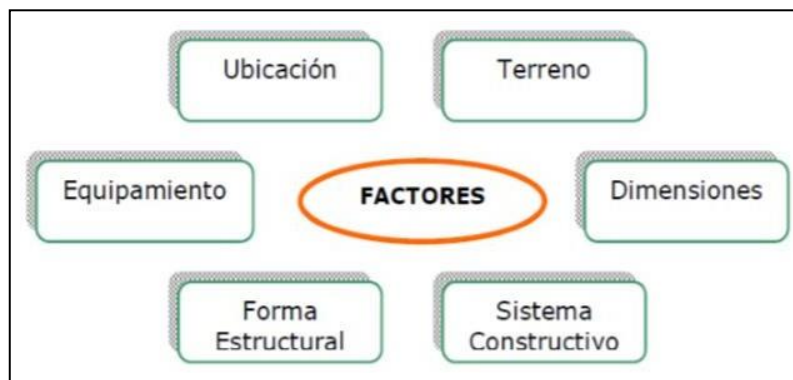 Ubicación
Terreno
Equipamiento
FACTORES
Dimensiones
Forma
Estructural
Sistema
Constructivo